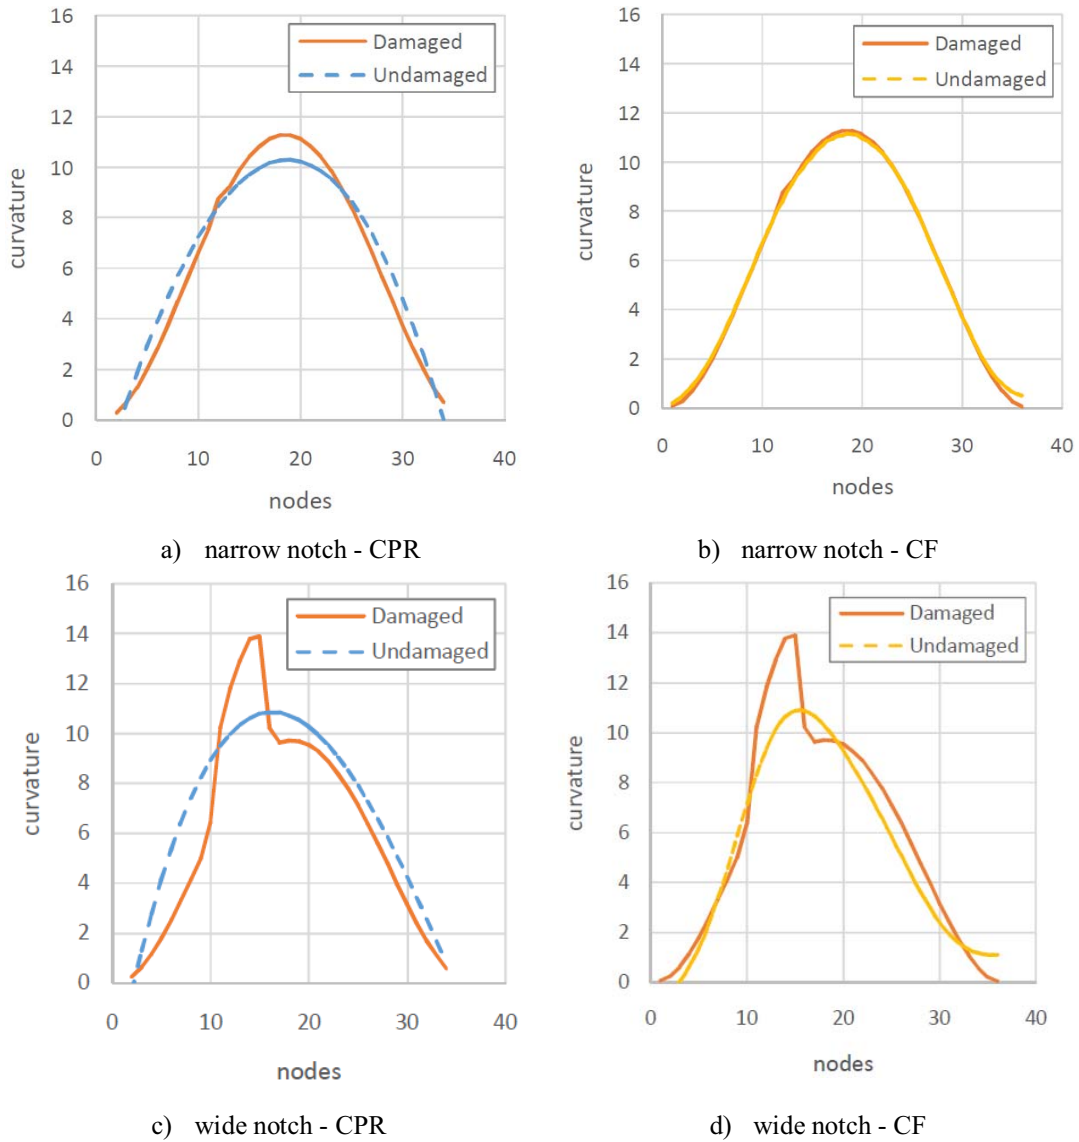 16
14
12
10
8
6
4
2
0
curvature
Damaged
Undamaged
0 10 20 30 40
nodes
a) narrow notch - CPR
16
14
12
10
8
6
4
2
0
curvature
Damaged
Undamaged
0 10 20 30 40
nodes
b) narrow notch - CF
16
14
12
10
8
6
4
2
0
curvature
Damaged
Undamaged
0 10 20 30 40
nodes
c) wide notch - CPR
16
14
12
10
8
6
4
2
0
curvature
Damaged
Undamaged
0 10 20 30 40
nodes
d) wide notch - CF